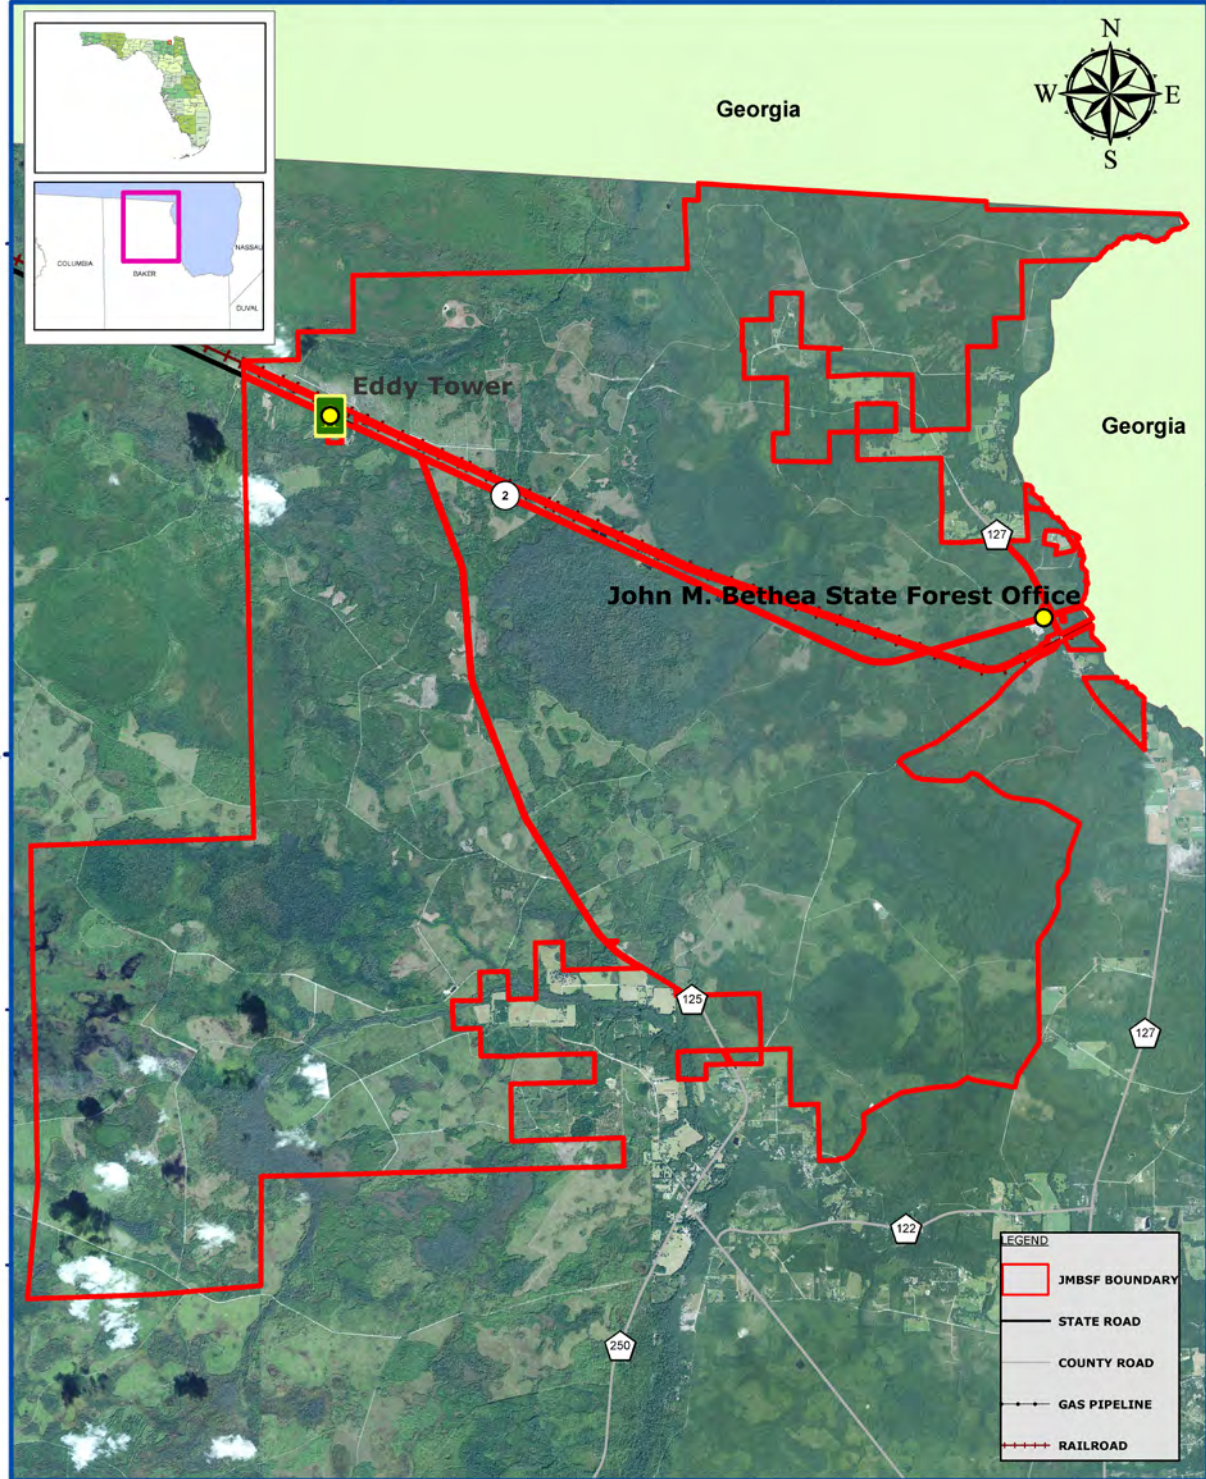 Georgia
N
W
E
S
COLUMBIA
BAKER
NASSAU
DUVAL
Eddy Tower
Georgia
2
127
John M. Bethea State Forest Office
125
127
122
250
LEGEND
JMBSF BOUNDARY
STATE ROAD
COUNTY ROAD
GAS PIPELINE
RAILROAD